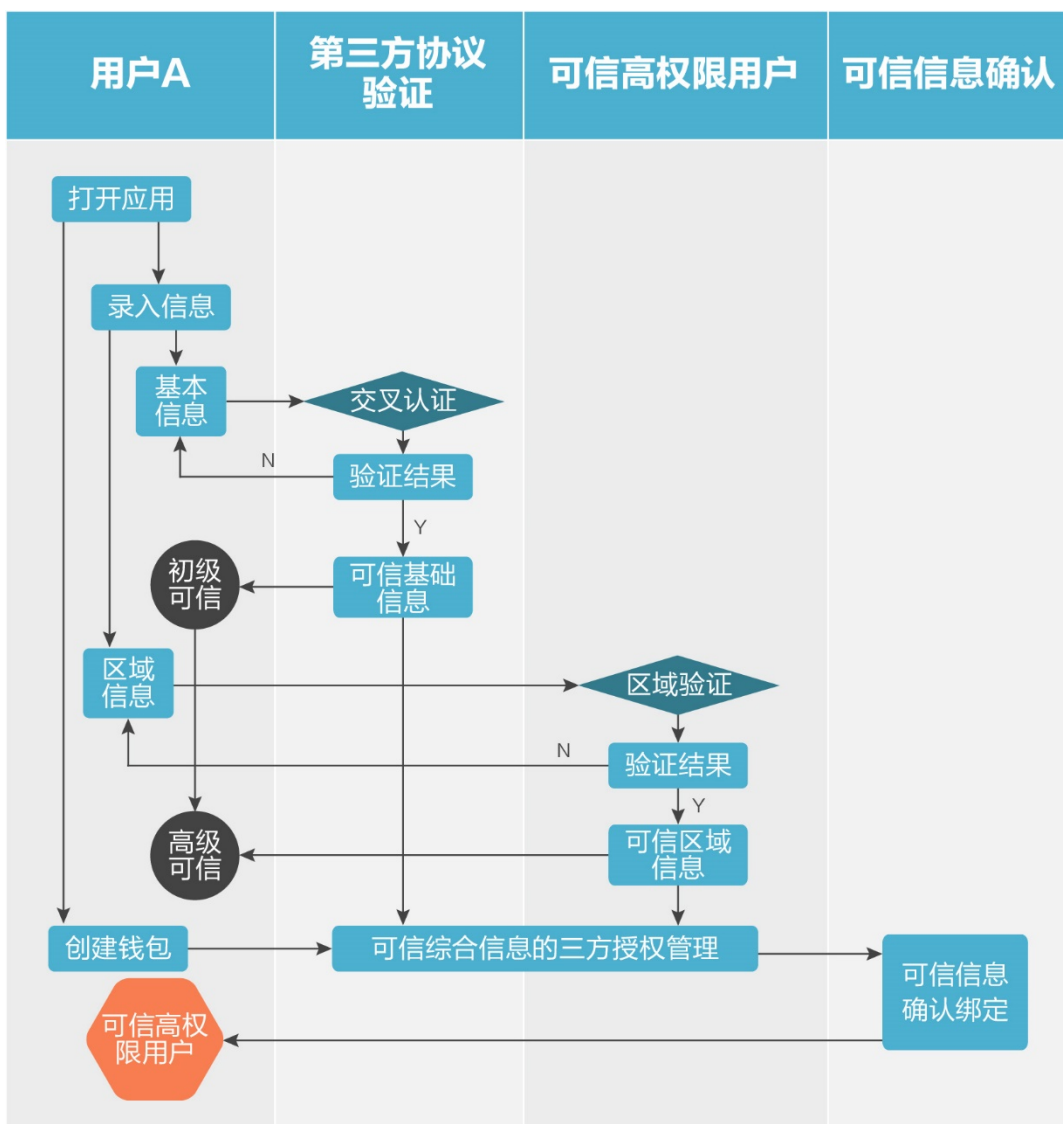 用户A
第三方协议
验证
可信高权限用户
可信信息确认
打开应用
录入信息
基本
信息
交叉认证
N
验证结果
Y
初级
可信
可信基础
信息
区域
信息
区域验证
N
验证结果
Y
高级
可信
可信区域
信息
创建钱包
可信综合信息的三方授权管理
可信信息
确认绑定
可信高权
限用户